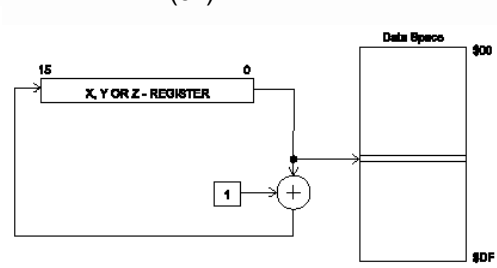 Data Space
$00
15 0
X, Y OR Z - REGISTER
1
+
$DF